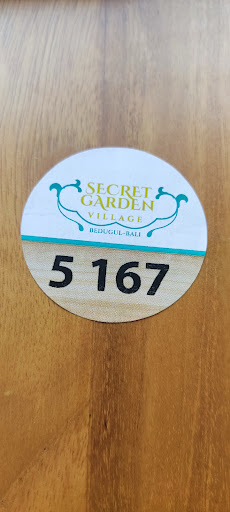 SECRET
GARDEN
VILLAGE
BEDUGUL-BALI
5 167